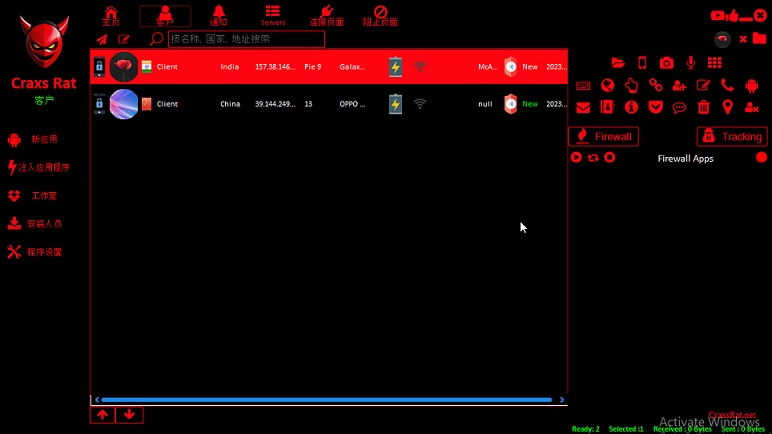 主页 客户 通知 Servers 连接页面 阻止页面
按名称, 国家, 地址搜索
Craxs Rat
客户
Client India 157.38.146... Pie 9 Galax... McA... New 2023...
Client China 39.144.249... 13 OPPO ... null New 2023...
新应用
注入应用程序
工作室
安装人员
程序设置
Firewall Tracking
Firewall Apps
CraxsRat.net
Activate Windows
Ready: 2 Selected :1 Received : 0 Bytes Sent : 0 Bytes